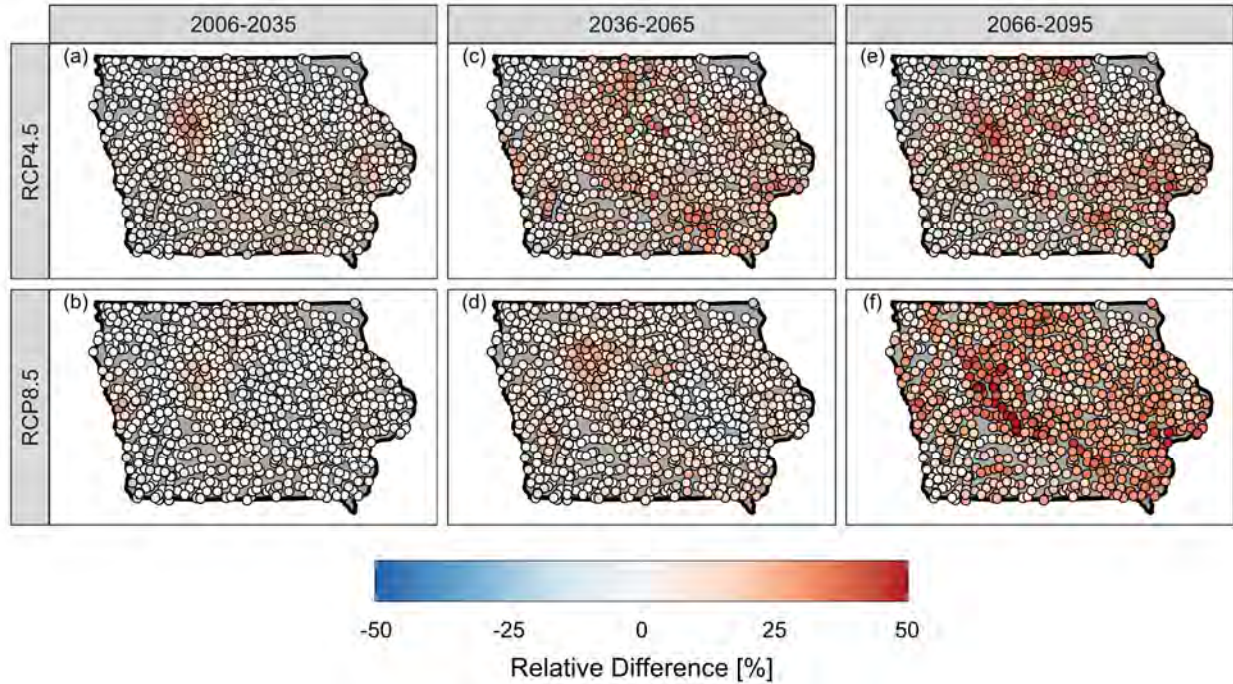 2006-2035
2036-2065
2066-2095
RCP4.5
(a)
(c)
(e)
RCP8.5
(b)
(d)
(f)
-50
-25
0
25
50
Relative Difference [%]